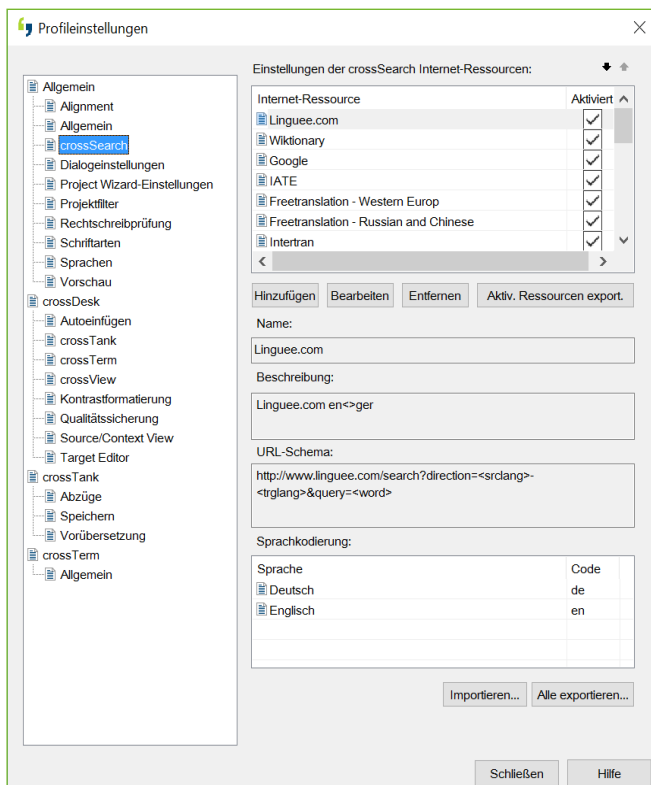 Profileinstellungen
Allgemein
Alignment
Allgemein
crossSearch
Dialogeinstellungen
Project Wizard-Einstellungen
Projektfilter
Rechtschreibprüfung
Schriftarten
Sprachen
Vorschau
crossDesk
Autoeinfügen
crossTank
crossTerm
crossView
Kontrastformatierung
Qualitätssicherung
Source/Context View
Target Editor
crossTank
Abzüge
Speichern
Vorübersetzung
crossTerm
Allgemein
Einstellungen der crossSearch Internet-Ressourcen:
Internet-Ressource Aktiviert
Linguee.com
Wiktionary
Google
IATE
Freetranslation - Western Europ
Freetranslation - Russian and Chinese
Intertran
Hinzufügen Bearbeiten Entfernen Aktiv. Ressourcen export.
Name:
Linguee.com
Beschreibung:
Linguee.com en<>ger
URL-Schema:
http://www.linguee.com/search?direction=<srclang>-
<trglang>&query=<word>
Sprachkodierung:
Sprache Code
Deutsch de
Englisch en
Importieren... Alle exportieren...
Schließen Hilfe